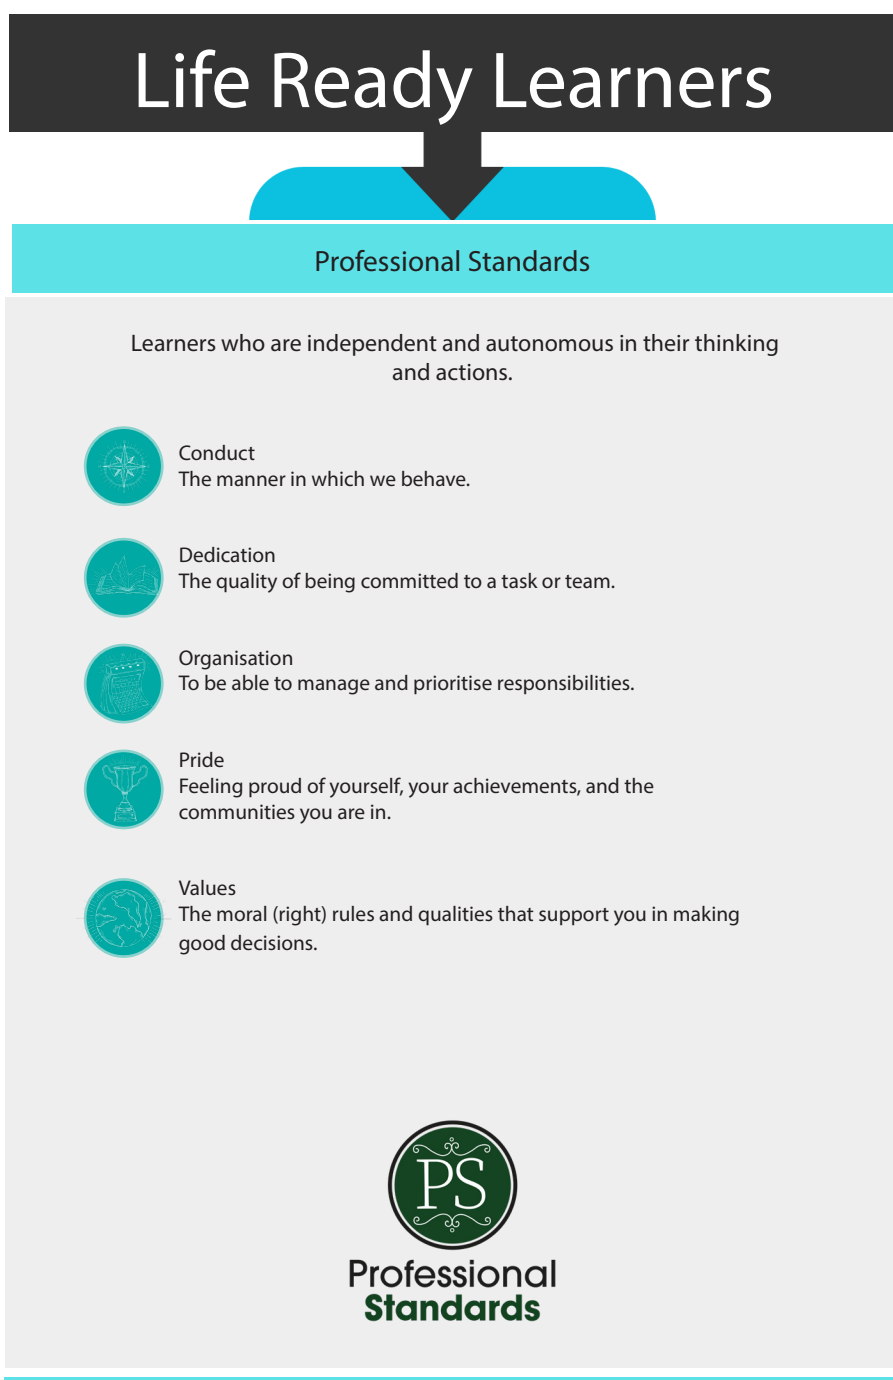 Life Ready Learners
Professional Standards
Learners who are independent and autonomous in their thinking
and actions.
Conduct
The manner in which we behave.
Dedication
The quality of being committed to a task or team.
Organisation
To be able to manage and prioritise responsibilities.
Pride
Feeling proud of yourself, your achievements, and the
communities you are in.
Values
The moral (right) rules and qualities that support you in making
good decisions.
PS
Professional
Standards